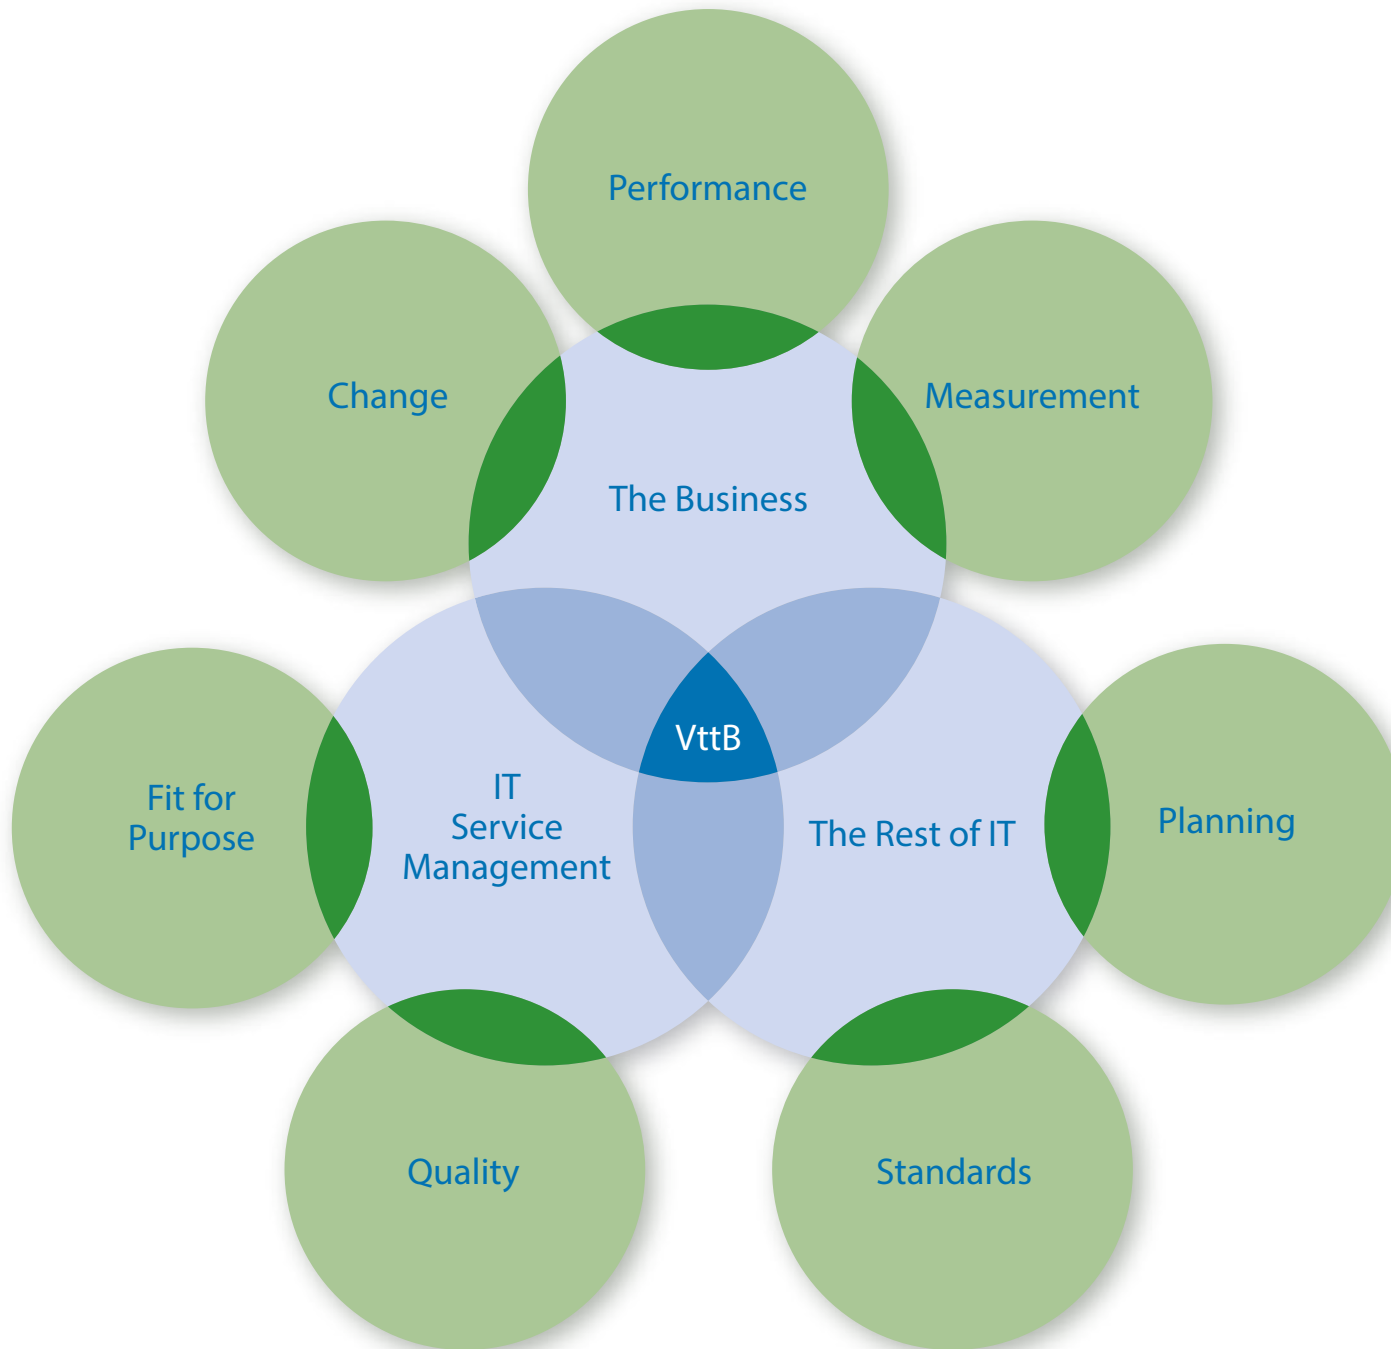 Performance
Change
Measurement
The Business
VttB
Fit for
Purpose
IT
Service
Management
The Rest of IT
Planning
Quality
Standards